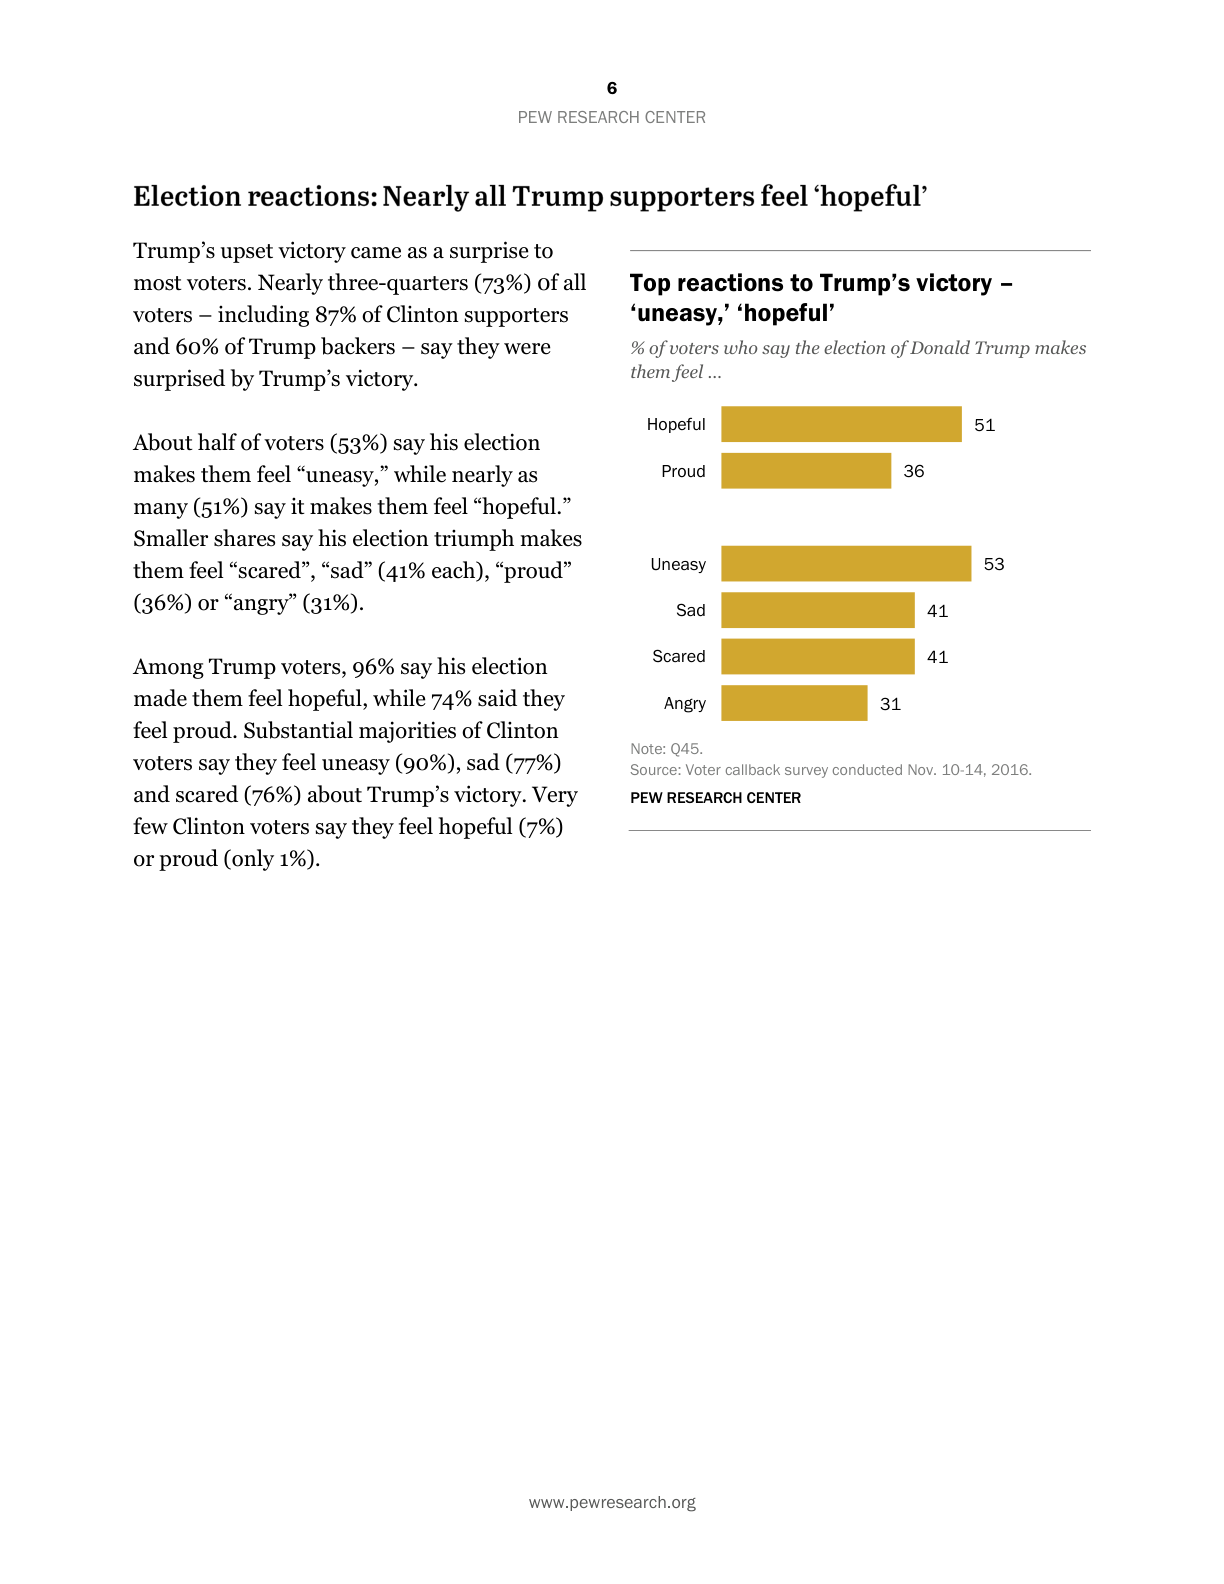 6
PEW RESEARCH CENTER
Election reactions: Nearly all Trump supporters feel ‘hopeful’
Trump’s upset victory came as a surprise to
most voters. Nearly three-quarters (73%) 0f all
voters – including 87% of Clinton supporters
and 60% of Trump backers – say they were
surprised by Trump’s victory.
About half of voters (53%) say his election
makes them feel “uneasy,” while nearly as
many (51%) say it makes them feel “hopeful.”
Smaller shares say his election triumph makes
them feel “scared”, “sad” (41% each), “proud”
(36%) or “angry” (31%).
Among Trump voters, 96% say his election
made them feel hopeful, while 74% said they
feel proud. Substantial majorities of Clinton
voters say they feel uneasy (90%), sad (77%)
and scared (76%) about Trump’s victory. Very
few Clinton voters say they feel hopeful (7%)
or proud (only 1%).
Top reactions to Trump’s victory –
‘uneasy,’ ‘hopeful’
% of voters who say the election of Donald Trump makes
them feel ...
Hopeful 51
Proud 36
Uneasy 53
Sad 41
Scared 41
Angry 31
Note: Q45.
Source: Voter callback survey conducted Nov. 10-14, 2016.
PEW RESEARCH CENTER
www.pewresearch.org